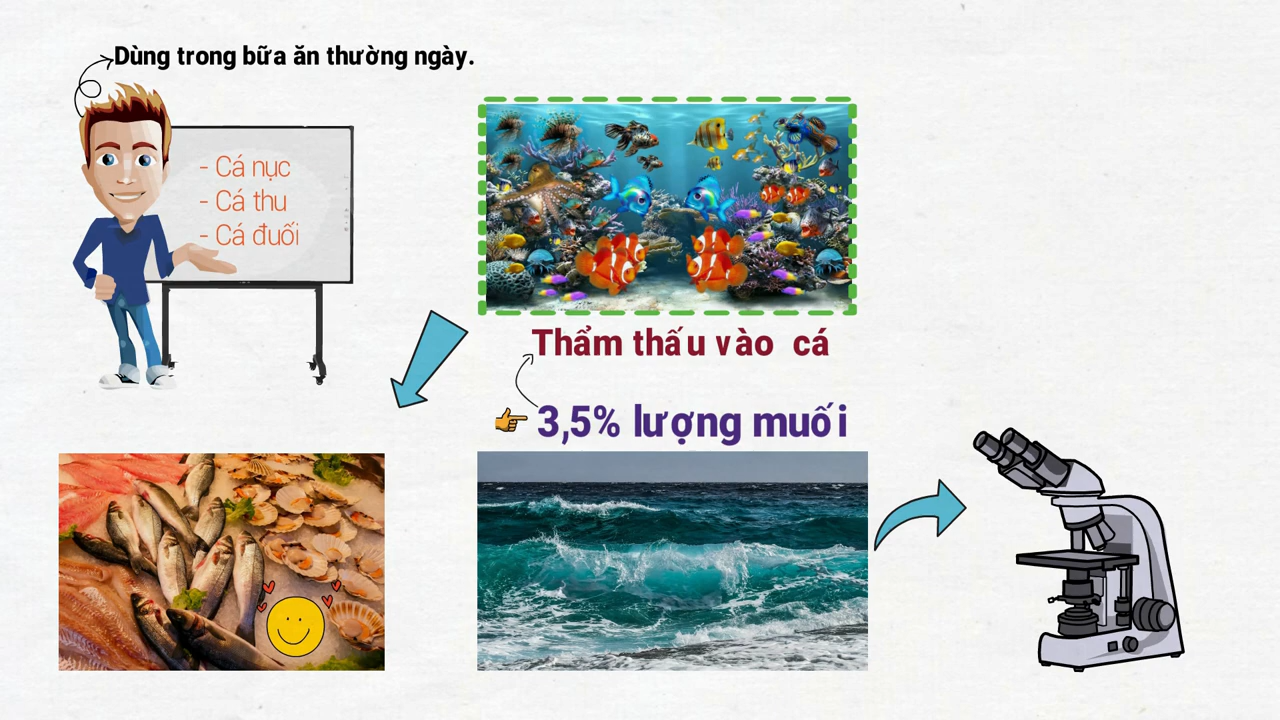 Dùng trong bữa ăn thường ngày.
- Cá nục
- Cá thu
- Cá đuối
Thẩm thấu vào cá
3,5% lượng muối